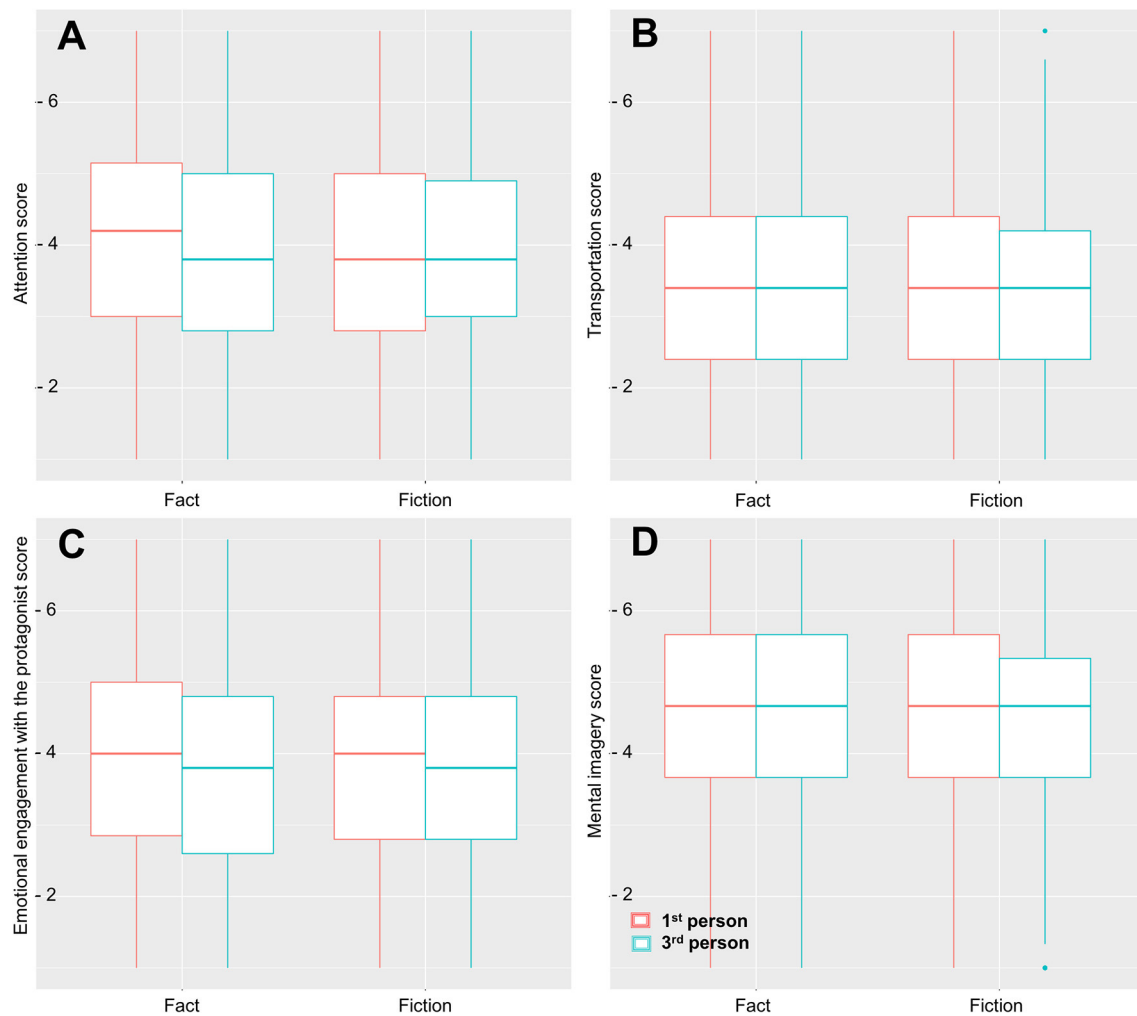 A
B
- 6
- 4
- 2
Attention score
Fact
Fiction
- 6
- 4
- 2
Transportation score
Fact
Fiction
C
D
- 6
- 4
- 2
Emotional engagement with the protagonist score
Fact
Fiction
- 6
- 4
- 2
Mental imagery score
1st person
3rd person
Fact
Fiction